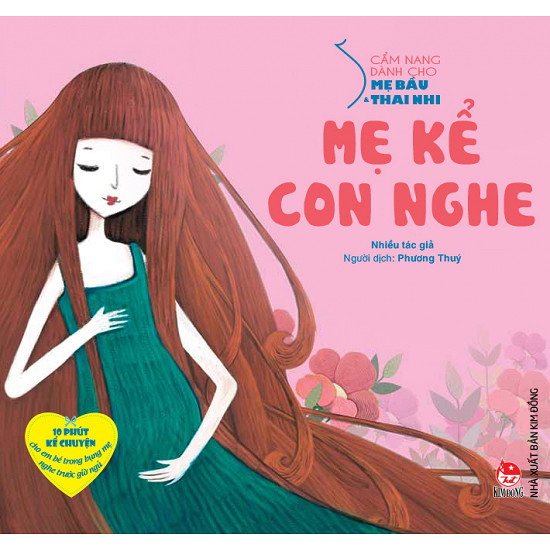 CẨM NANG
DÀNH CHO
MẸ BẦU
& THAI NHI
MẸ KỂ
CON NGHE
Nhiều tác giả
Người dịch: Phương Thuý
10 PHÚT
KỂ CHUYỆN
cho em bé trong bụng mẹ
nghe trước giờ ngủ
KIM ĐỒNG
NHÀ XUẤT BẢN KIM ĐỒNG